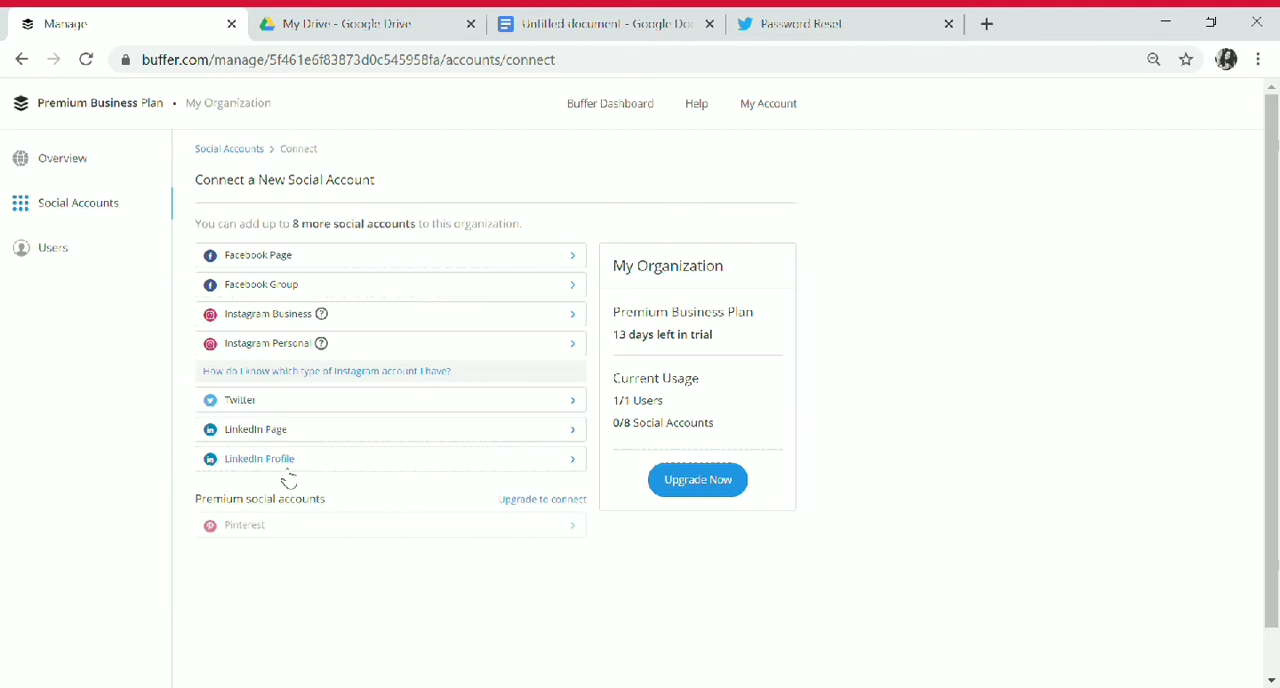 Manage
My Drive - Google Drive
Untitled document - Google Doc
Password Reset
buffer.com/manage/5f461e6f83873d0c545958fa/accounts/connect
Premium Business Plan • My Organization
Buffer Dashboard
Help
My Account
Overview
Social Accounts
Users
Social Accounts > Connect
Connect a New Social Account
You can add up to 8 more social accounts to this organization.
Facebook Page
Facebook Group
Instagram Business ?
Instagram Personal ?
How do I know which type of Instagram account I have?
Twitter
LinkedIn Page
LinkedIn Profile
Premium social accounts
Upgrade to connect
Pinterest
My Organization
Premium Business Plan
13 days left in trial
Current Usage
1/1 Users
0/8 Social Accounts
Upgrade Now